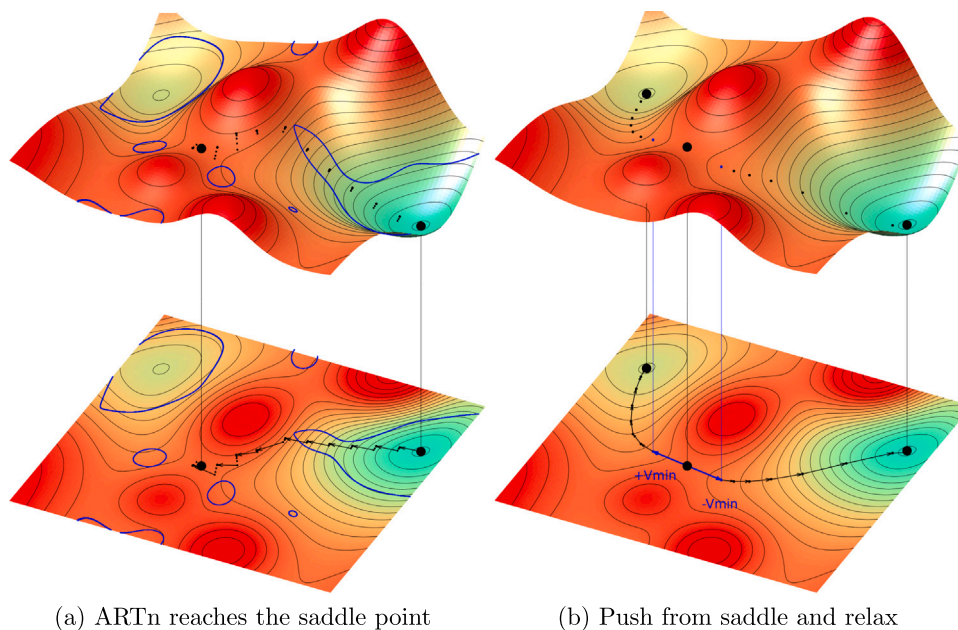 +Vmin
-Vmin
(a) ARTn reaches the saddle point
(b) Push from saddle and relax